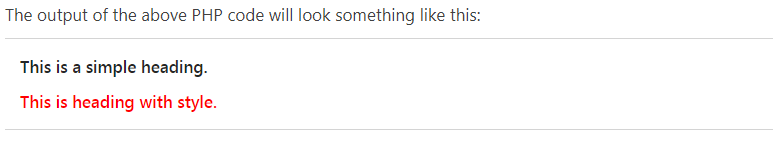 The output of the above PHP code will look something like this:
This is a simple heading.
This is heading with style.